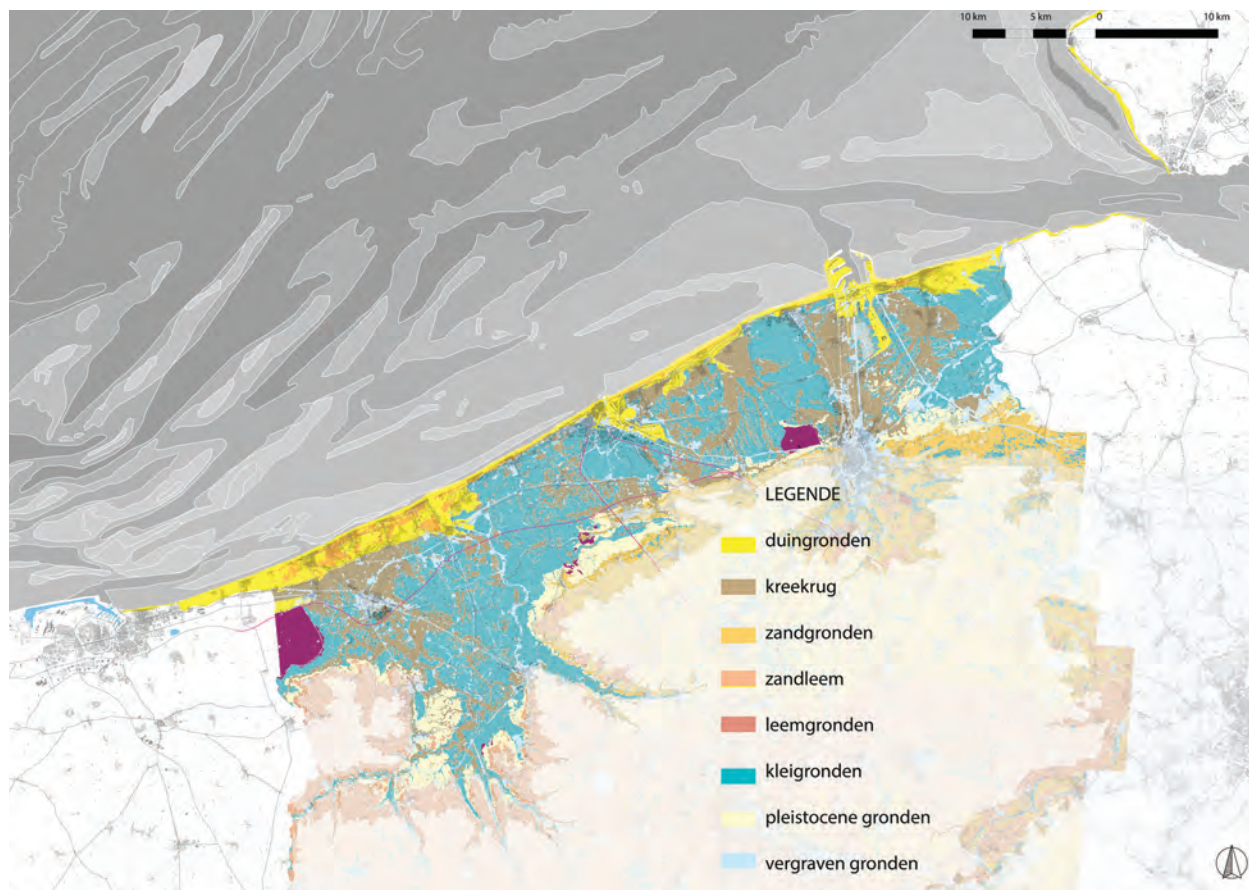 10 km 5 km 0 10 km
LEGENDE
duingronden
kreekrug
zandgronden
zandleem
leemgronden
kleigronden
pleistocene gronden
vergraven gronden